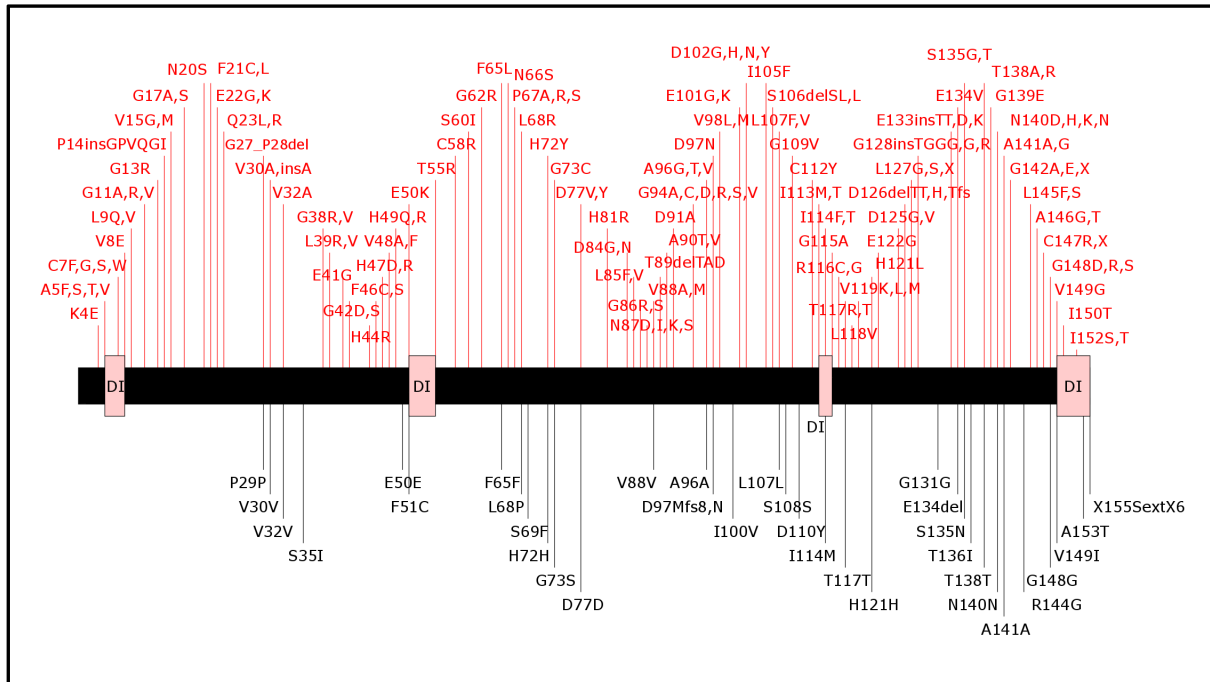 D102G,H,N,Y S135G,T
N20S F21C,L F65L N66S I105F T138A,R
G17A,S E22G,K G62R P67A,R,S E101G,K S106delSL,L E134V G139E
V15G,M Q23L,R S60I L68R V98L,M L107F,V E133insTT,D,K N140D,H,K,N
P14insGPVQGI G27_P28del C58R H72Y D97N G109V G128insTGGG,G,R A141A,G
G13R V30A,insA T55R G73C A96G,T,V C112Y L127G,S,X G142A,E,X
G11A,R,V V32A E50K D77V,Y G94A,C,D,R,S,V I113M,T D126delTT,H,Tfs L145F,S
L9Q,V G38R,V H49Q,R H81R D91A I114F,T D125G,V A146G,T
V8E L39R,V V48A,F D84G,N A90T,V G115A E122G C147R,X
C7F,G,S,W E41G H47D,R L85F,V T89delTAD R116C,G H121L G148D,R,S
A5F,S,T,V F46C,S V88A,M V119K,L,M V149G
K4E G42D,S G86R,S T117R,T I150T
H44R N87D,I,K,S L118V I152S,T
DI DI DI
DI
P29P E50E F65F V88V A96A L107L G131G
V30V F51C L68P D97Mfs8,N S108S E134del X155SextX6
V32V S69F I100V D110Y S135N A153T
S35I H72H I114M T136I V149I
G73S T117T T138T G148G
D77D H121H N140N R144G
A141A